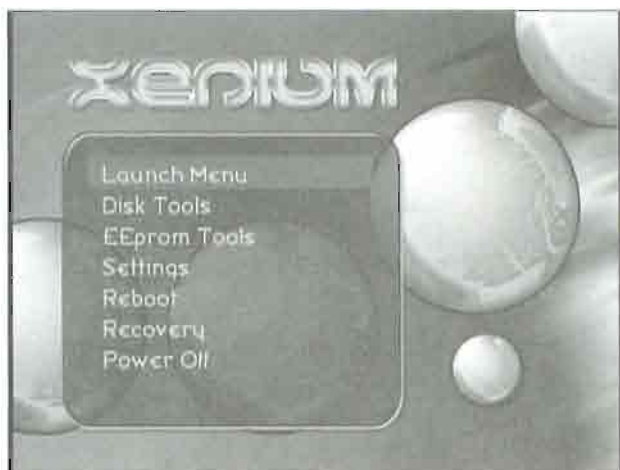 XENIUM
Launch Menu
Disk Tools
EEprom Tools
Settings
Reboot
Recovery
Power Off